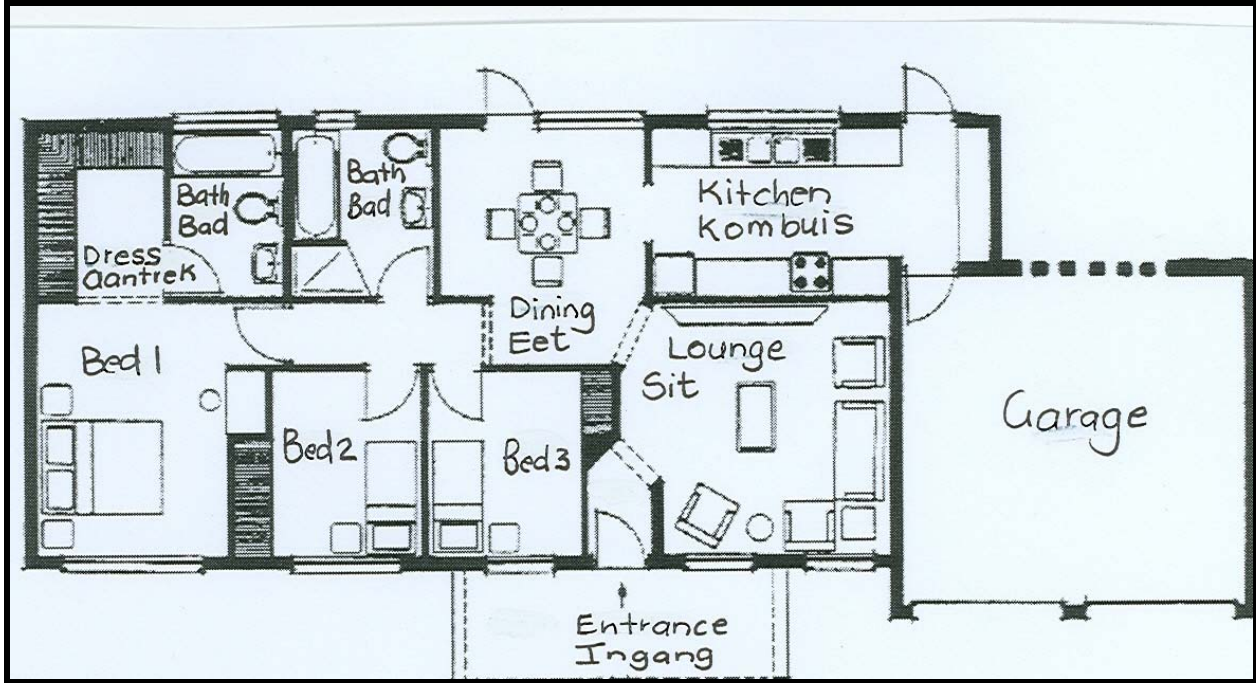 Bath
Bad
Bath
Bad
Kitchen
Kombuis
Dress
aantrek
Dining
Eet
Bed 1
Lounge
Sit
Garage
Bed 2
Bed 3
Entrance
Ingang